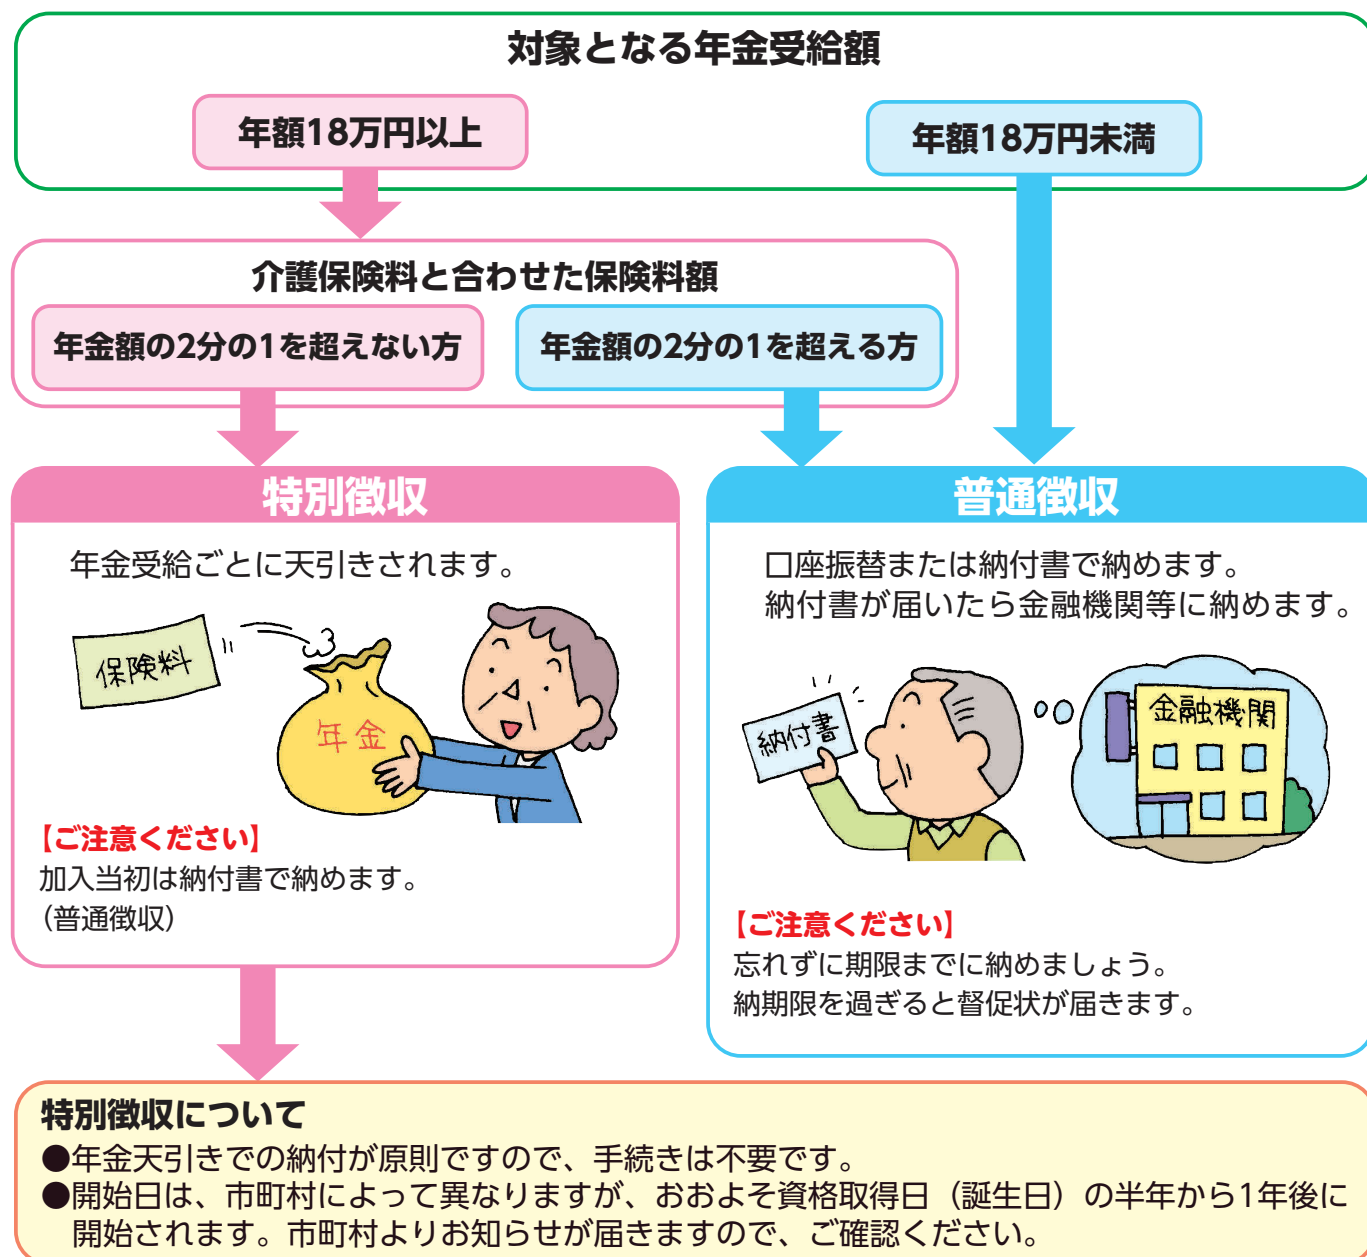 対象となる年金受給額
年額18万円以上
年額18万円未満
介護保険料と合わせた保険料額
年金額の2分の1を超えない方
年金額の2分の1を超える方
特別徴収
年金受給ごとに天引きされます。
保険料
年金
【ご注意ください】
加入当初は納付書で納めます。
（普通徴収）
普通徴収
口座振替または納付書で納めます。
納付書が届いたら金融機関等に納めます。
納付書
金融機関
【ご注意ください】
忘れずに期限までに納めましょう。
納期限を過ぎると督促状が届きます。
特別徴収について
●年金天引きでの納付が原則ですので、手続きは不要です。
●開始日は、市町村によって異なりますが、おおよそ資格取得日（誕生日）の半年から1年後に
開始されます。市町村よりお知らせが届きますので、ご確認ください。